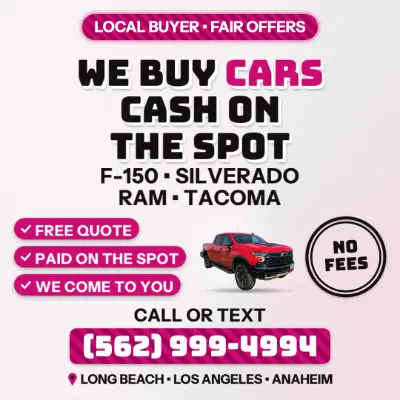 LOCAL BUYER • FAIR OFFERS
WE BUY CARS
CASH ON
THE SPOT
F-150 • SILVERADO
RAM • TACOMA
✓ FREE QUOTE
✓ PAID ON THE SPOT
✓ WE COME TO YOU
NO
FEES
CALL OR TEXT
(562) 999-4994
LONG BEACH • LOS ANGELES • ANAHEIM